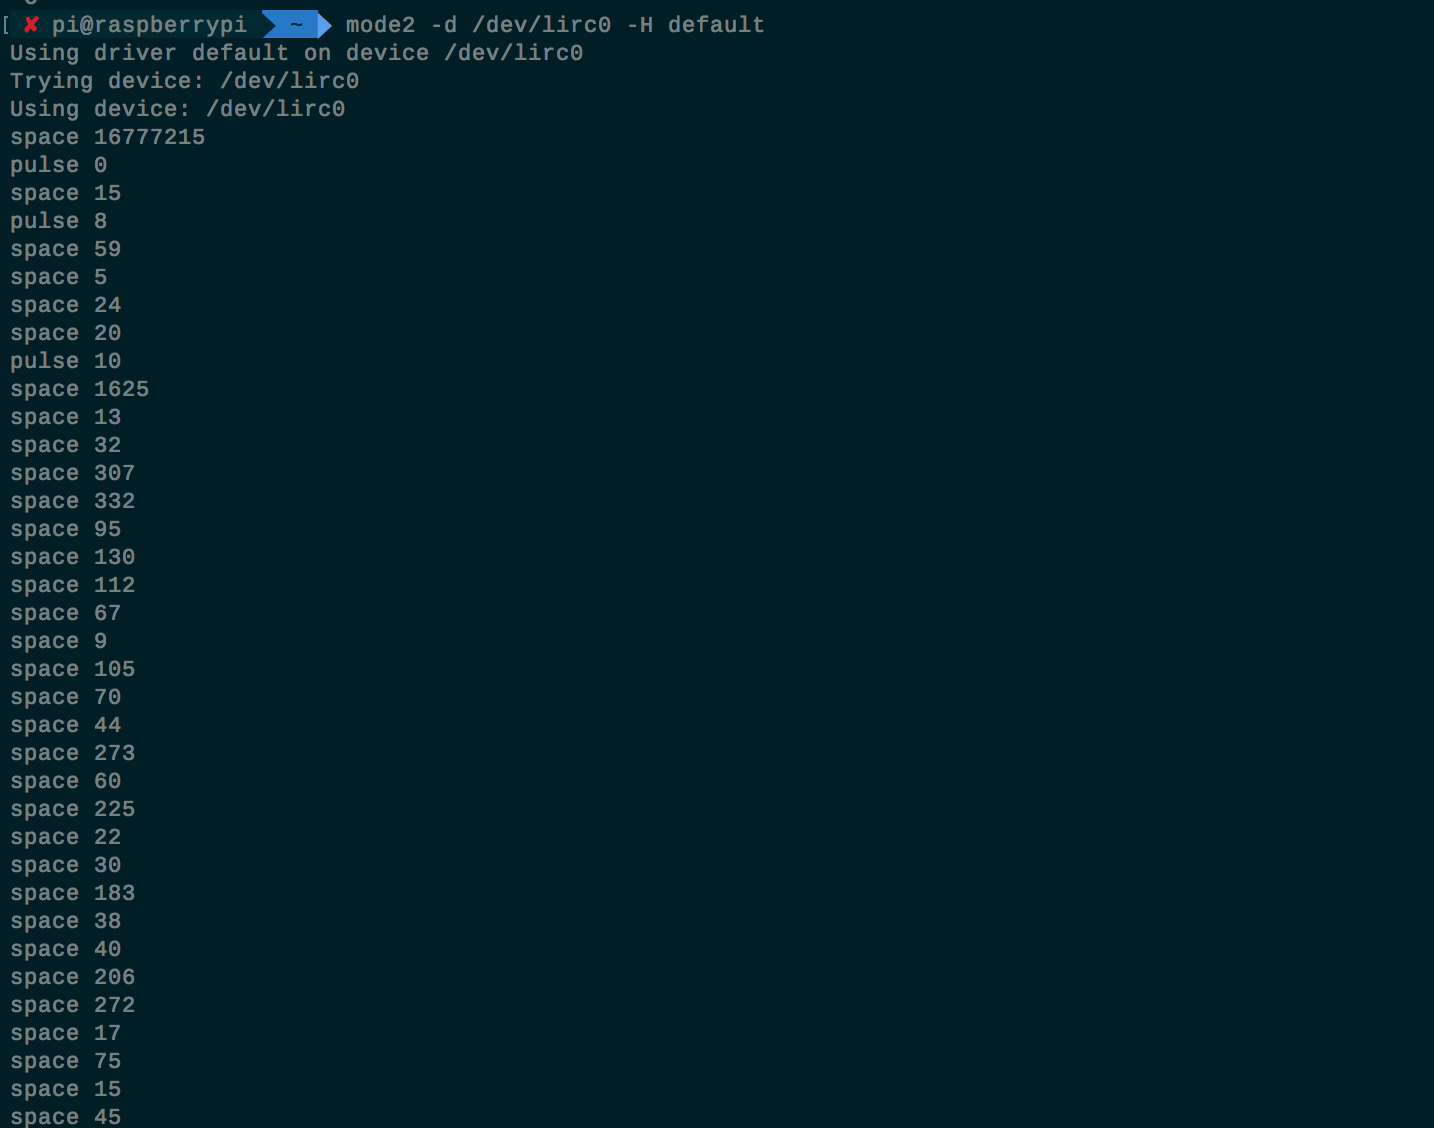 [ ✘ pi@raspberrypi ~ mode2 -d /dev/lirc0 -H default
Using driver default on device /dev/lirc0
Trying device: /dev/lirc0
Using device: /dev/lirc0
space 16777215
pulse 0
space 15
pulse 8
space 59
space 5
space 24
space 20
pulse 10
space 1625
space 13
space 32
space 307
space 332
space 95
space 130
space 112
space 67
space 9
space 105
space 70
space 44
space 273
space 60
space 225
space 22
space 30
space 183
space 38
space 40
space 206
space 272
space 17
space 75
space 15
space 45